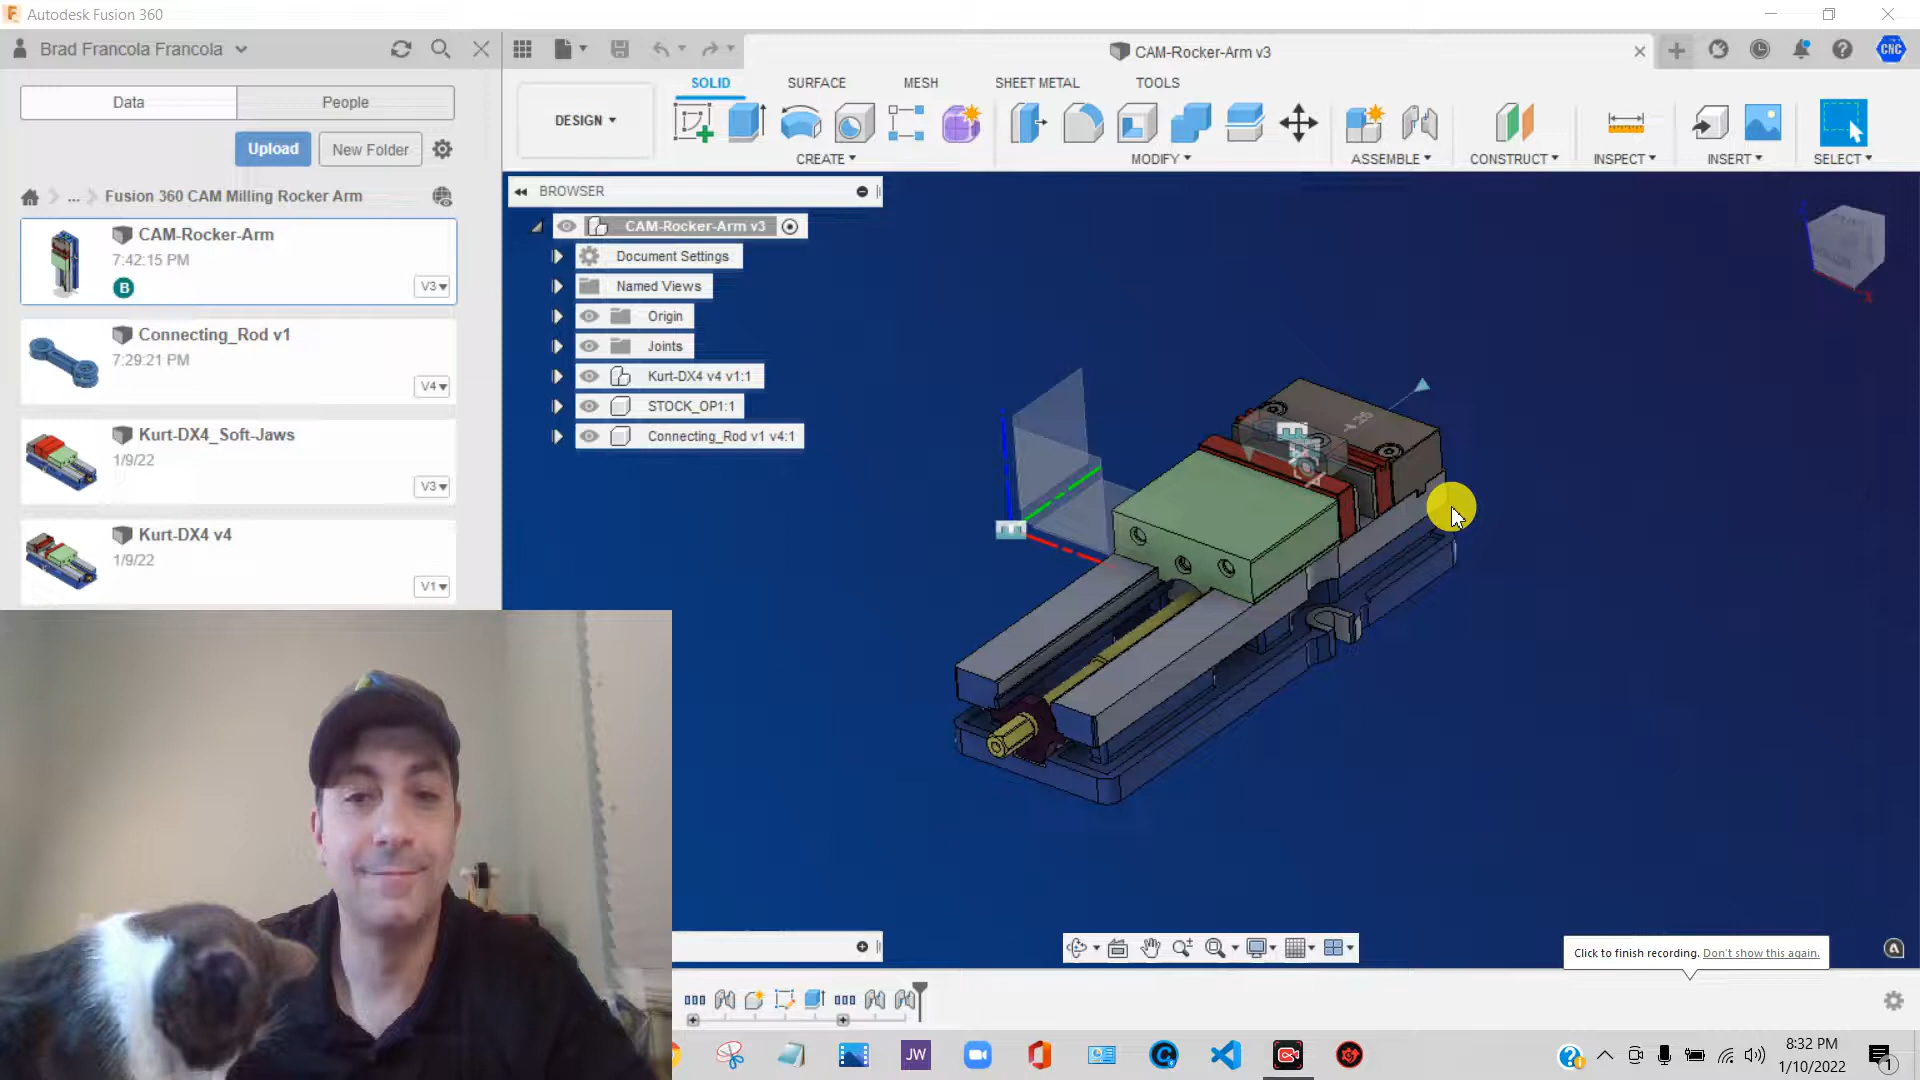 Autodesk Fusion 360
Brad Francola Francola
CAM-Rocker-Arm v3
CNC
Data
People
SOLID
SURFACE
MESH
SHEET METAL
TOOLS
DESIGN
Upload
New Folder
CREATE
MODIFY
ASSEMBLE
CONSTRUCT
INSPECT
INSERT
SELECT
... Fusion 360 CAM Milling Rocker Arm
BROWSER
CAM-Rocker-Arm
7:42:15 PM
B
V3
Connecting_Rod v1
7:29:21 PM
V4
Kurt-DX4_Soft-Jaws
1/9/22
V3
Kurt-DX4 v4
1/9/22
V1
CAM-Rocker-Arm v3
Document Settings
Named Views
Origin
Joints
Kurt-DX4 v4 v1:1
STOCK_OP1:1
Connecting_Rod v1 v4:1
Z
X
Click to finish recording. Don't show this again.
JW
8:32 PM
1/10/2022
1